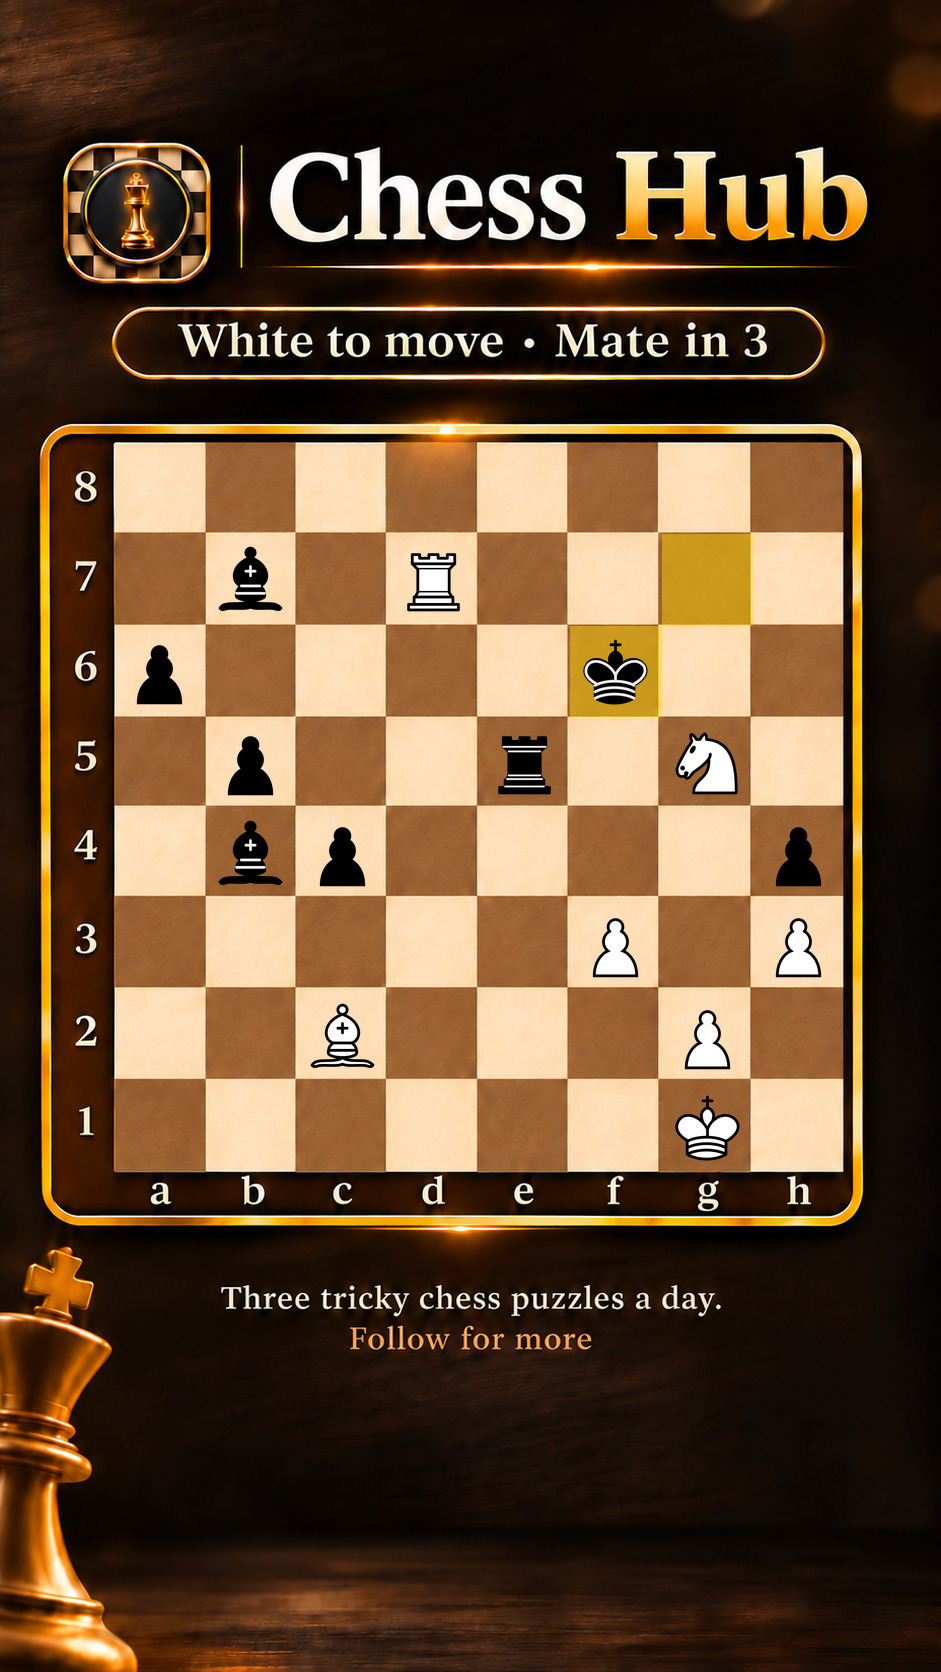 Chess Hub
White to move • Mate in 3
8
7
6
5
4
3
2
1
a b c d e f g h
Three tricky chess puzzles a day.
Follow for more